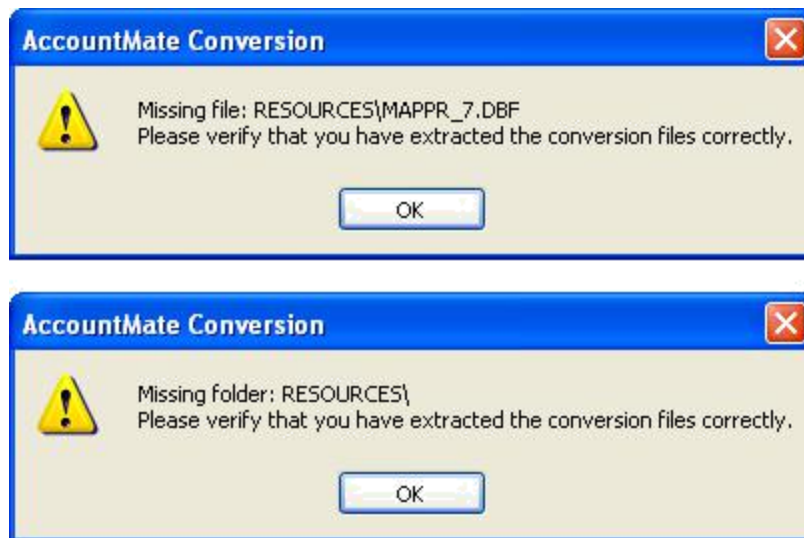 AccountMate Conversion
Missing file: RESOURCES\MAPPR_7.DBF
Please verify that you have extracted the conversion files correctly.
OK
AccountMate Conversion
Missing folder: RESOURCES\
Please verify that you have extracted the conversion files correctly.
OK